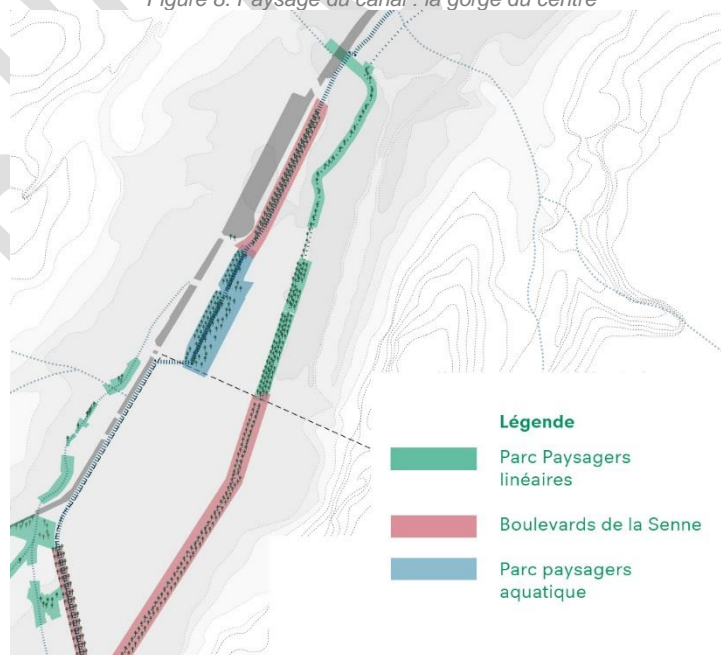 Figure 8. Paysage du canal : la gorge du centre
Légende
Parc Paysagers
linéaires
Boulevards de la Senne
Parc paysagers
aquatique